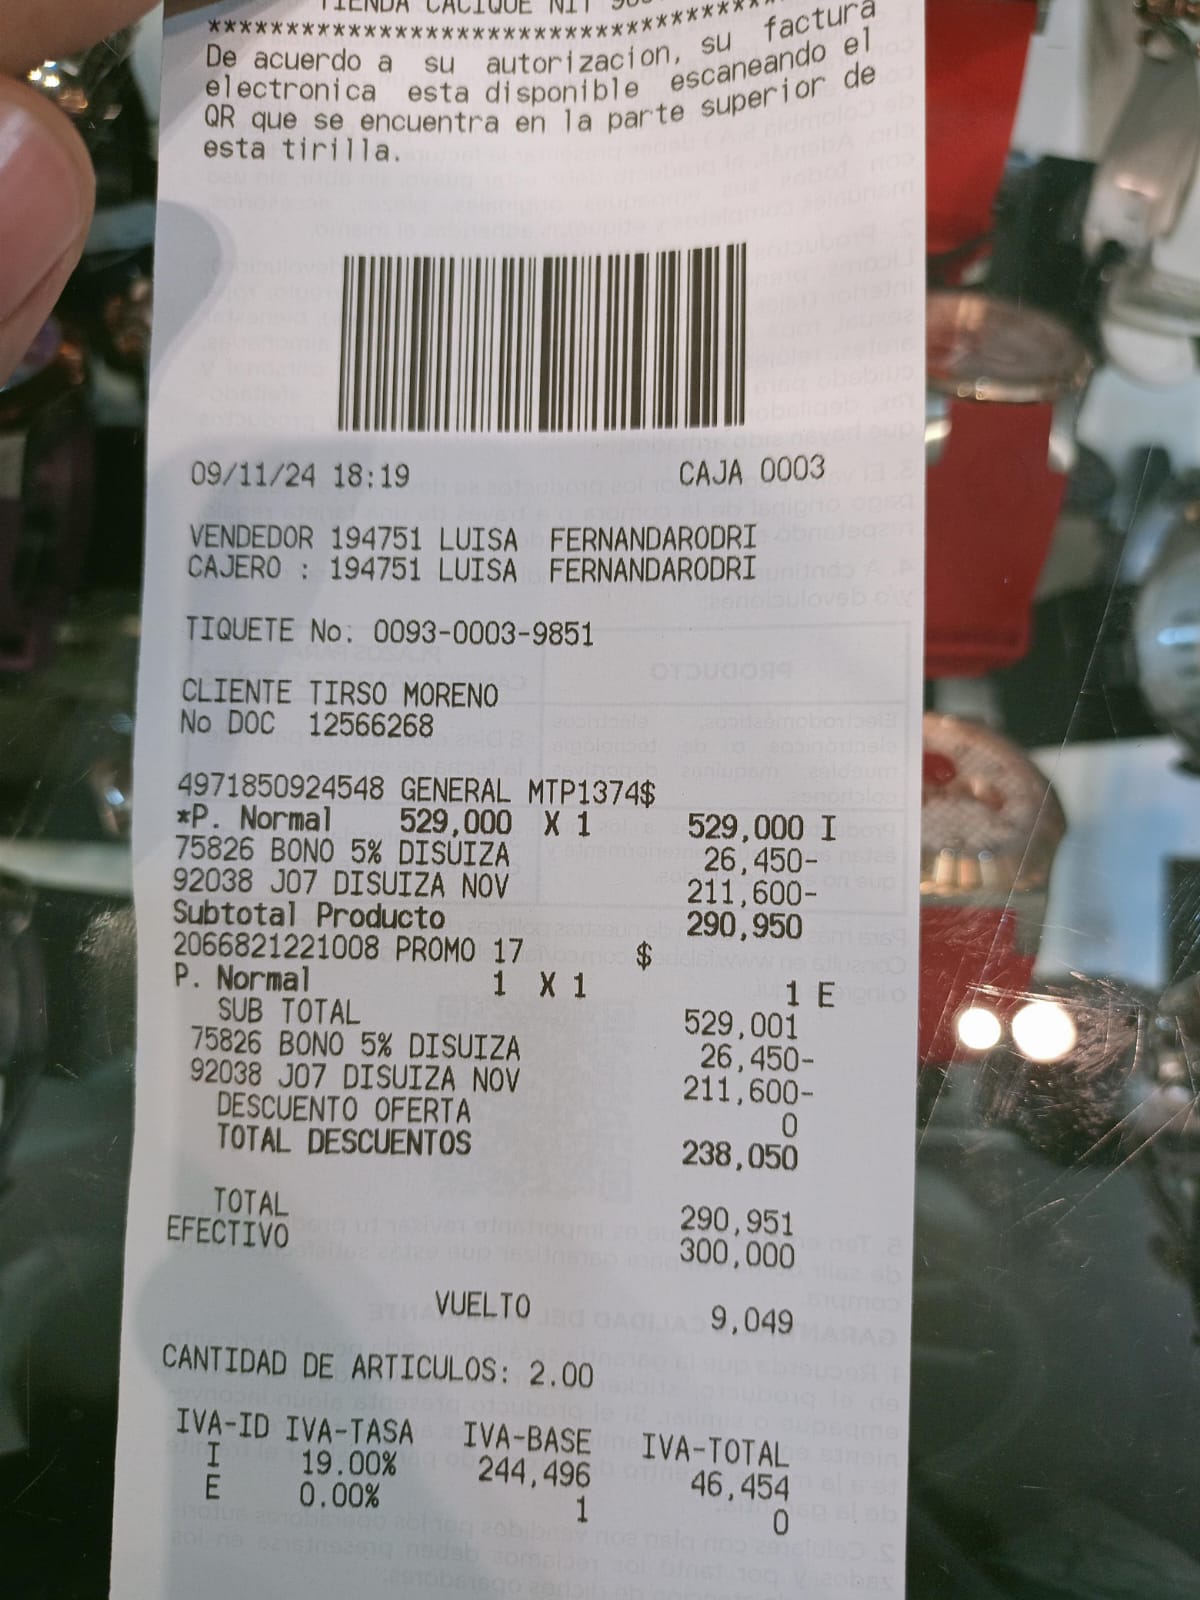 TIENDA CACIQUE NIT
****************************************
De acuerdo a su autorizacion, su factura
electronica esta disponible escaneando el
QR que se encuentra en la parte superior de
esta tirilla.
09/11/24 18:19 CAJA 0003
VENDEDOR 194751 LUISA FERNANDARODRI
CAJERO : 194751 LUISA FERNANDARODRI
TIQUETE No: 0093-0003-9851
CLIENTE TIRSO MORENO
No DOC 12566268
4971850924548 GENERAL MTP1374$
*P. Normal 529,000 X 1 529,000 I
75826 BONO 5% DISUIZA 26,450-
92038 J07 DISUIZA NOV 211,600-
Subtotal Producto 290,950
2066821221008 PROMO 17 $
P. Normal 1 X 1 1 E
SUB TOTAL 529,001
75826 BONO 5% DISUIZA 26,450-
92038 J07 DISUIZA NOV 211,600-
DESCUENTO OFERTA 0
TOTAL DESCUENTOS 238,050
TOTAL 290,951
EFECTIVO 300,000
VUELTO 9,049
CANTIDAD DE ARTICULOS: 2.00
IVA-ID IVA-TASA IVA-BASE IVA-TOTAL
I 19.00% 244,496 46,454
E 0.00% 1 0